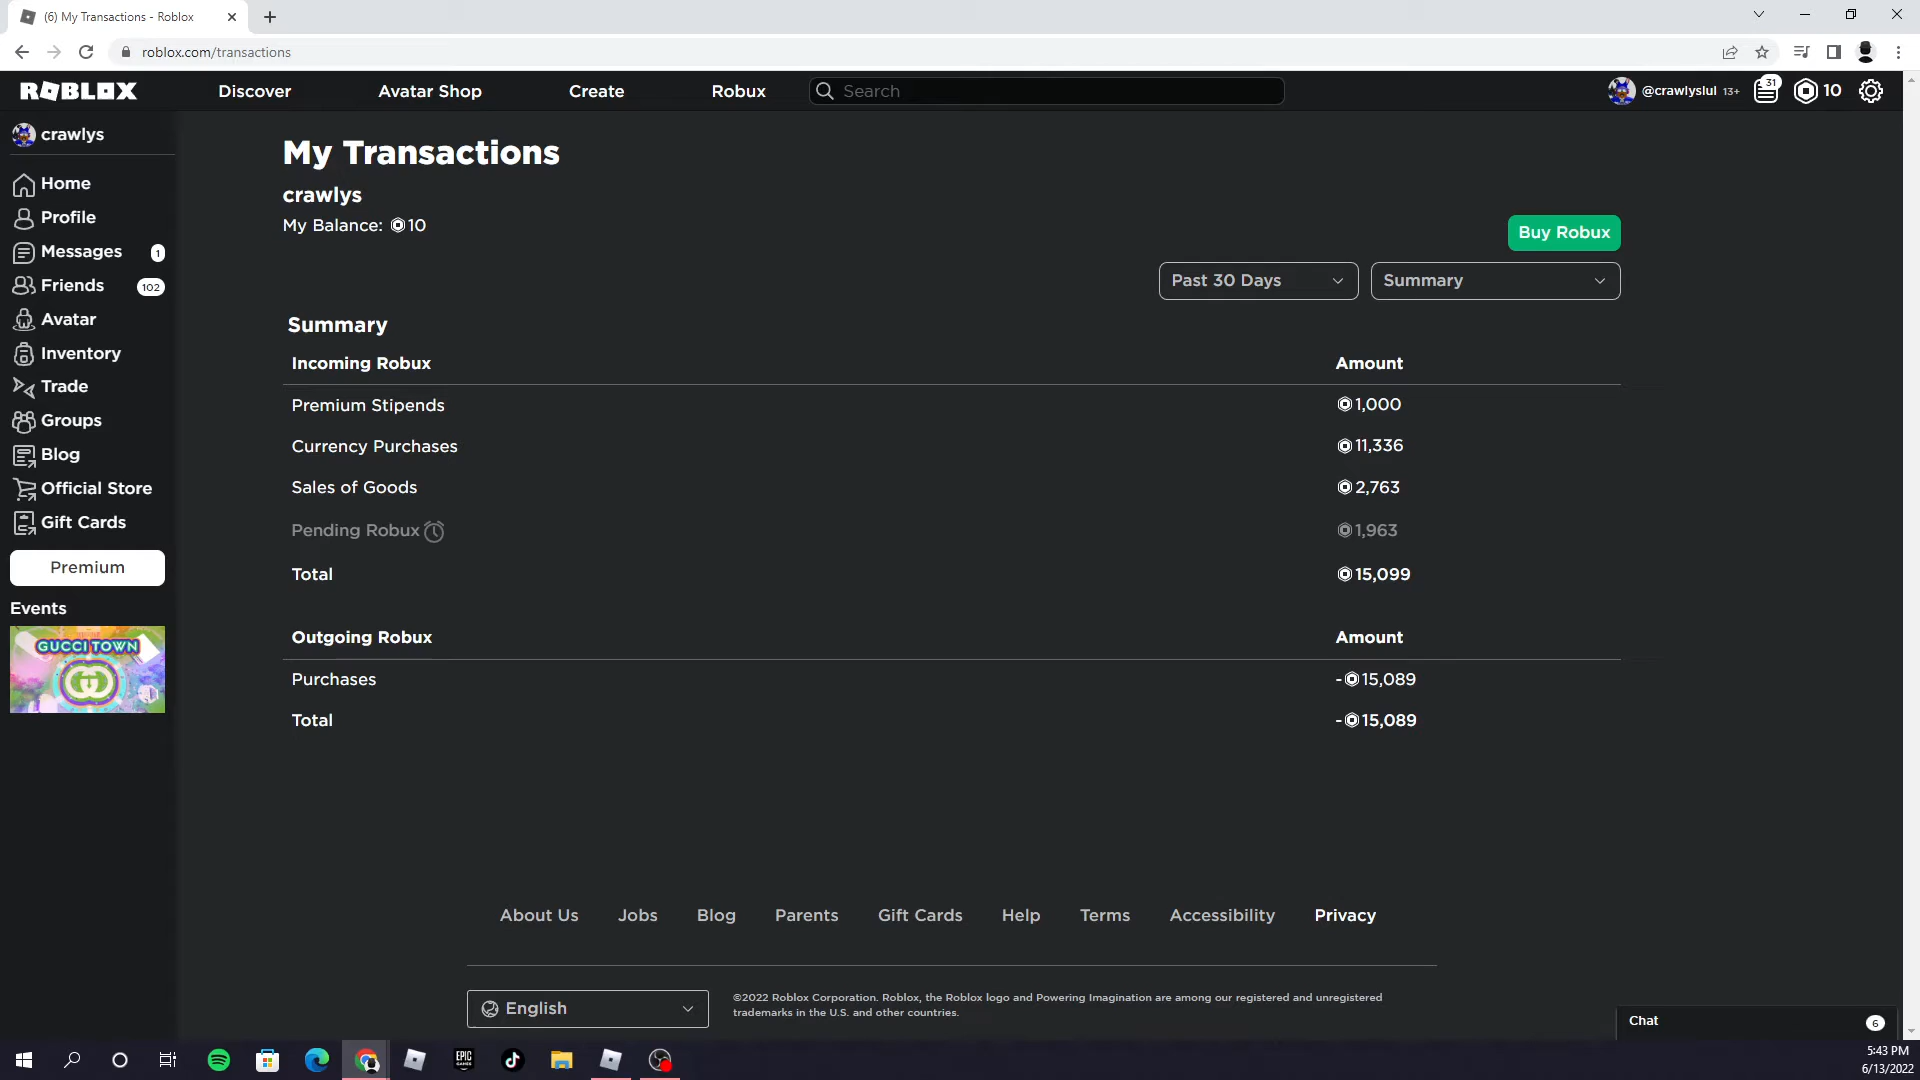 (6) My Transactions - Roblox
roblox.com/transactions
ROBLOX
Discover
Avatar Shop
Create
Robux
Search
@crawlyslul 13+
31
10
crawlys
Home
Profile
Messages 1
Friends 102
Avatar
Inventory
Trade
Groups
Blog
Official Store
Gift Cards
Premium
Events
GUCCI TOWN
My Transactions
crawlys
My Balance: 10
Buy Robux
Past 30 Days
Summary
Summary
Incoming Robux Amount
Premium Stipends 1,000
Currency Purchases 11,336
Sales of Goods 2,763
Pending Robux 1,963
Total 15,099
Outgoing Robux Amount
Purchases -15,089
Total -15,089
About Us Jobs Blog Parents Gift Cards Help Terms Accessibility Privacy
English
©2022 Roblox Corporation. Roblox, the Roblox logo and Powering Imagination are among our registered and unregistered
trademarks in the U.S. and other countries.
Chat 6
EPIC
GAMES
5:43 PM
6/13/2022